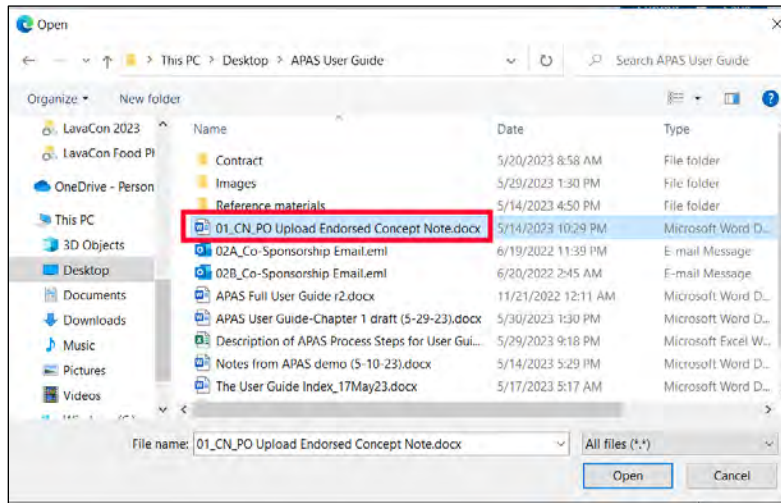 Open
This PC > Desktop > APAS User Guide
Search APAS User Guide
Organize
New folder
LavaCon 2023
LavaCon Food Pl
OneDrive - Person
This PC
3D Objects
Desktop
Documents
Downloads
Music
Pictures
Videos
Name Date Type
Contract 5/20/2023 8:58 AM File folder
Images 5/29/2023 1:30 PM File folder
Reference materials 5/14/2023 4:50 PM File folder
01_CN_PO Upload Endorsed Concept Note.docx 5/14/2023 10:29 PM Microsoft Word D...
02A_Co-Sponsorship Email.eml 6/19/2022 11:39 PM E-mail Message
02B_Co-Sponsorship Email.eml 6/20/2022 2:45 AM E-mail Message
APAS Full User Guide r2.docx 11/21/2022 12:11 AM Microsoft Word D...
APAS User Guide-Chapter 1 draft (5-29-23).docx 5/30/2023 1:30 PM Microsoft Word D...
Description of APAS Process Steps for User Gui... 5/29/2023 9:18 PM Microsoft Excel W...
Notes from APAS demo (5-10-23).docx 5/14/2023 5:29 PM Microsoft Word D...
The User Guide Index_17May23.docx 5/17/2023 5:17 AM Microsoft Word D...
File name: 01_CN_PO Upload Endorsed Concept Note.docx
All files (*.*)
Open
Cancel